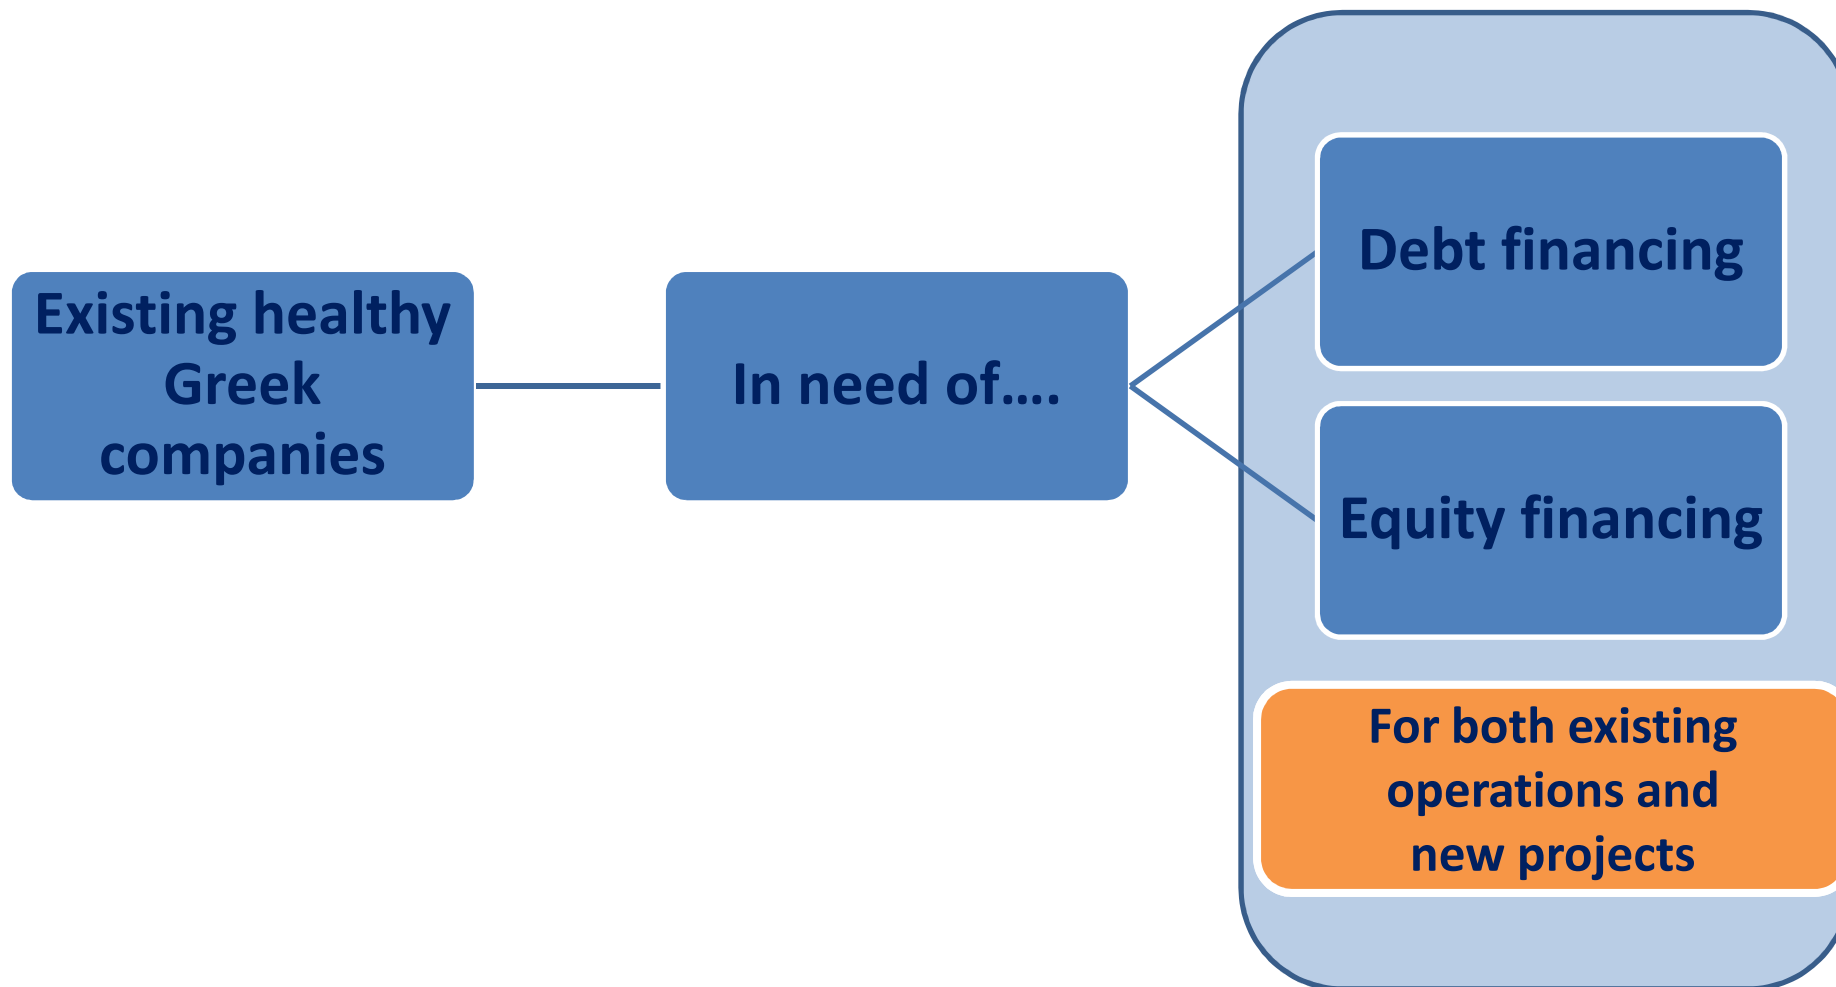 Existing healthy
Greek
companies
In need of….
Debt financing
Equity financing
For both existing
operations and
new projects